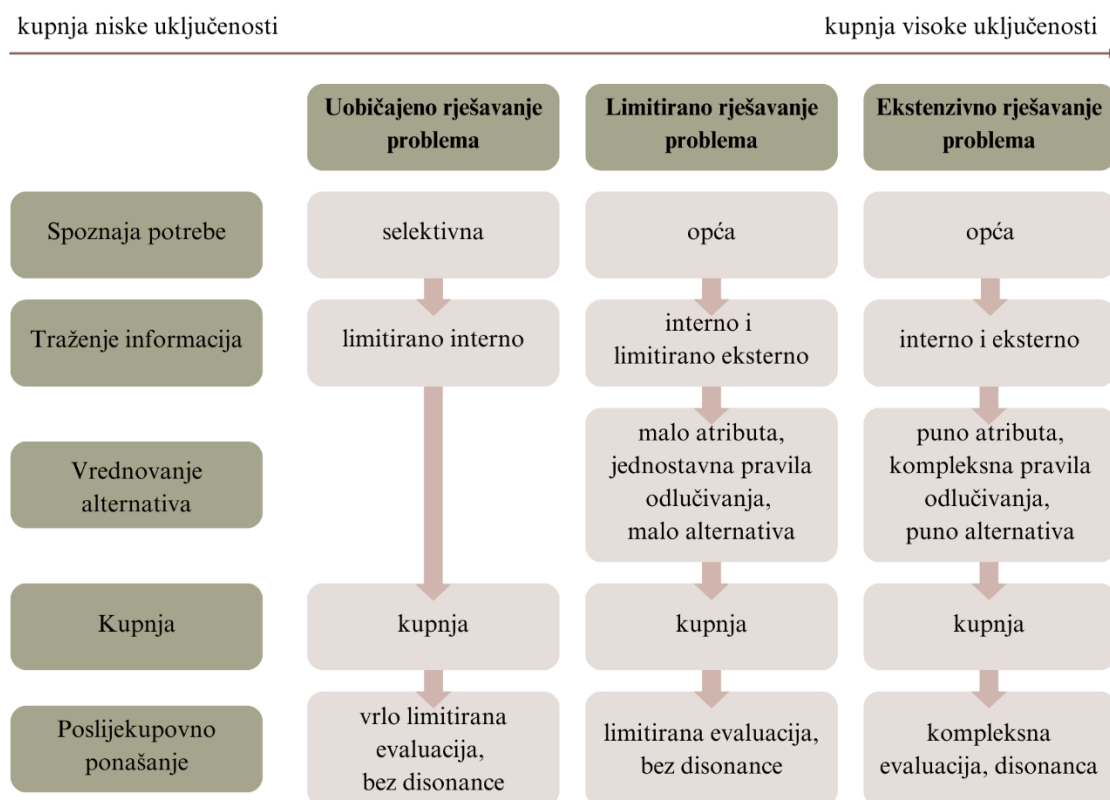 kupnja niske uključenosti
kupnja visoke uključenosti
Uobičajeno rješavanje
problema
Limitirano rješavanje
problema
Ekstenzivno rješavanje
problema
Spoznaja potrebe
selektivna
opća
opća
Traženje informacija
limitirano interno
interno i
limitirano eksterno
interno i eksterno
Vrednovanje
alternativa
malo atributa,
jednostavna pravila
odlučivanja,
malo alternativa
puno atributa,
kompleksna pravila
odlučivanja,
puno alternativa
Kupnja
kupnja
kupnja
kupnja
Poslijekupovno
ponašanje
vrlo limitirana
evaluacija,
bez disonance
limitirana evaluacija,
bez disonance
kompleksna
evaluacija, disonanca